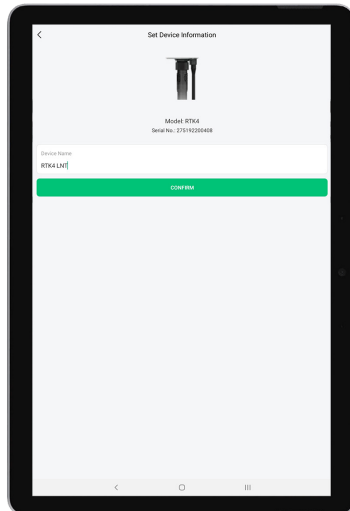 Set Device Information
Model: RTK4
Serial No.: 275192200408
Device Name
RTK4 LNT
CONFIRM